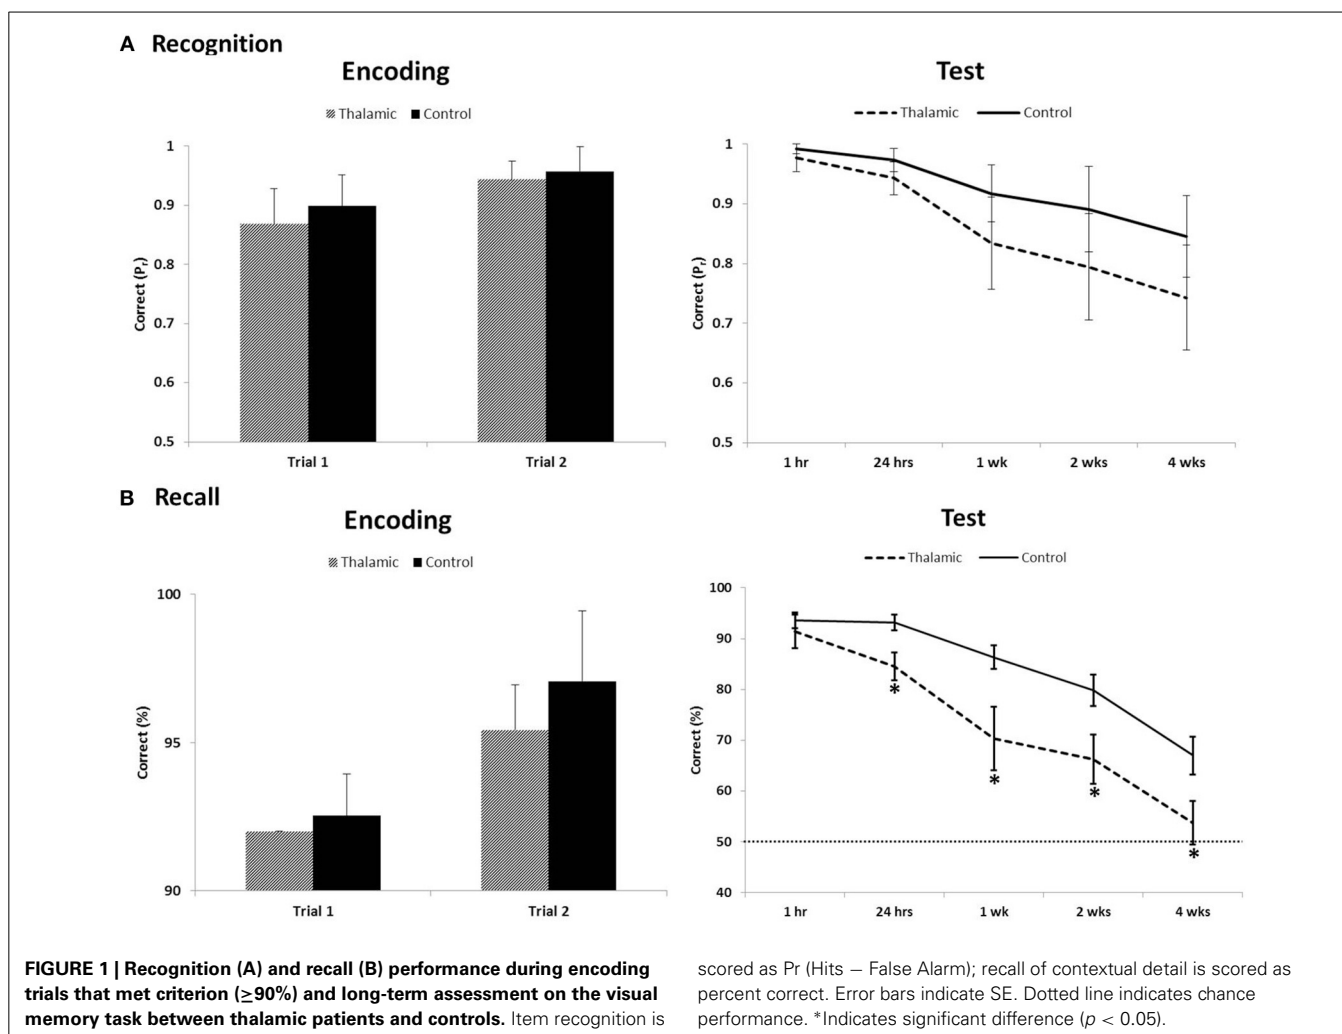 A Recognition
Encoding
Thalamic Control
1
0.9
0.8
0.7
0.6
0.5
Correct (Pr)
Trial 1 Trial 2
Test
Thalamic Control
1
0.9
0.8
0.7
0.6
0.5
Correct (Pr)
1 hr 24 hrs 1 wk 2 wks 4 wks
B Recall
Encoding
Thalamic Control
100
95
90
Correct (%)
Trial 1 Trial 2
Test
Thalamic Control
100
90
80
70
60
50
40
Correct (%)
* * * *
1 hr 24 hrs 1 wk 2 wks 4 wks
FIGURE 1 | Recognition (A) and recall (B) performance during encoding
trials that met criterion (≥90%) and long-term assessment on the visual
memory task between thalamic patients and controls. Item recognition is
scored as Pr (Hits − False Alarm); recall of contextual detail is scored as
percent correct. Error bars indicate SE. Dotted line indicates chance
performance. *Indicates significant difference (p < 0.05).